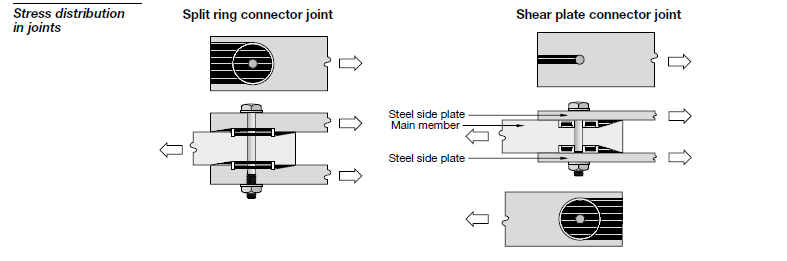 Stress distribution
in joints
Split ring connector joint
Shear plate connector joint
Steel side plate
Main member
Steel side plate